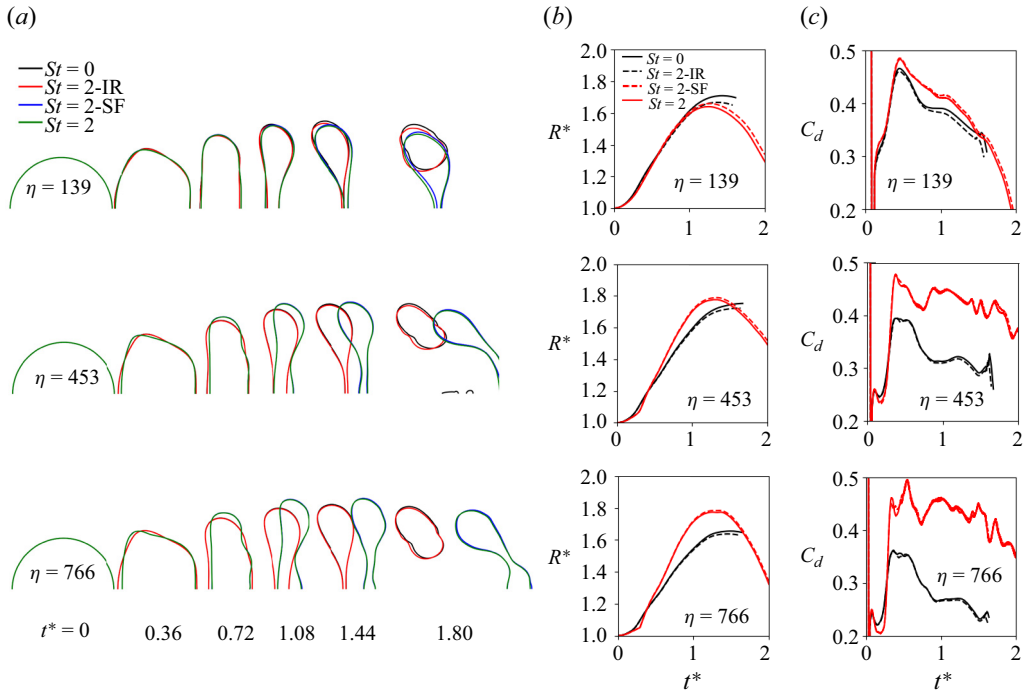 (a)
St = 0
St = 2-IR
St = 2-SF
St = 2
η = 139
η = 453
η = 766
t* = 0 0.36 0.72 1.08 1.44 1.80
(b)
2.0
1.8
1.6
R*
1.4
1.2
1.0
0 1 2
St = 0
St = 2-IR
St = 2-SF
St = 2
η = 139
2.0
1.8
1.6
R*
1.4
1.2
1.0
0 1 2
η = 453
2.0
1.8
1.6
R*
1.4
1.2
1.0
0 1 2
η = 766
t*
(c)
0.5
0.4
Cd
0.3
0.2
0 1 2
η = 139
0.5
0.4
Cd
0.3
0.2
0 1 2
η = 453
0.5
0.4
Cd
0.3
0.2
0 1 2
η = 766
t*